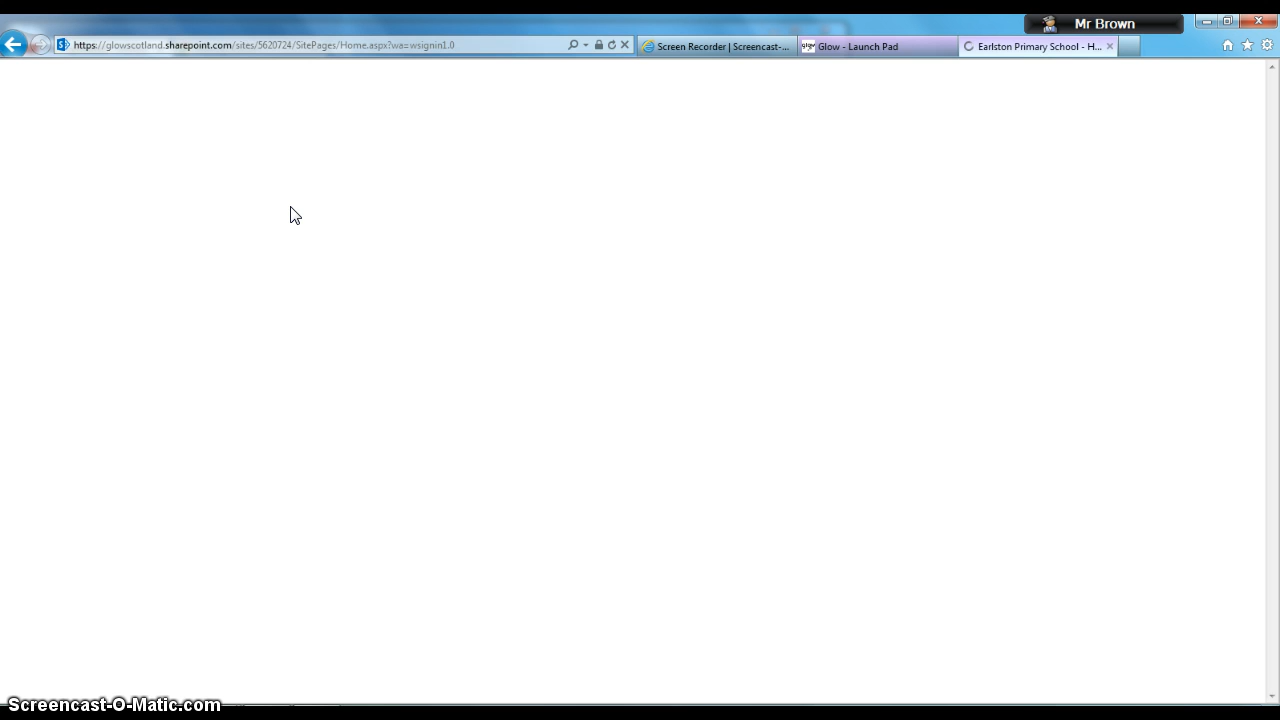 Mr Brown
https://glowscotland.sharepoint.com/sites/5620724/SitePages/Home.aspx?wa=wsignin1.0
Screen Recorder | Screencast-...
glow Glow - Launch Pad
Earlston Primary School - H...
Screencast-O-Matic.com